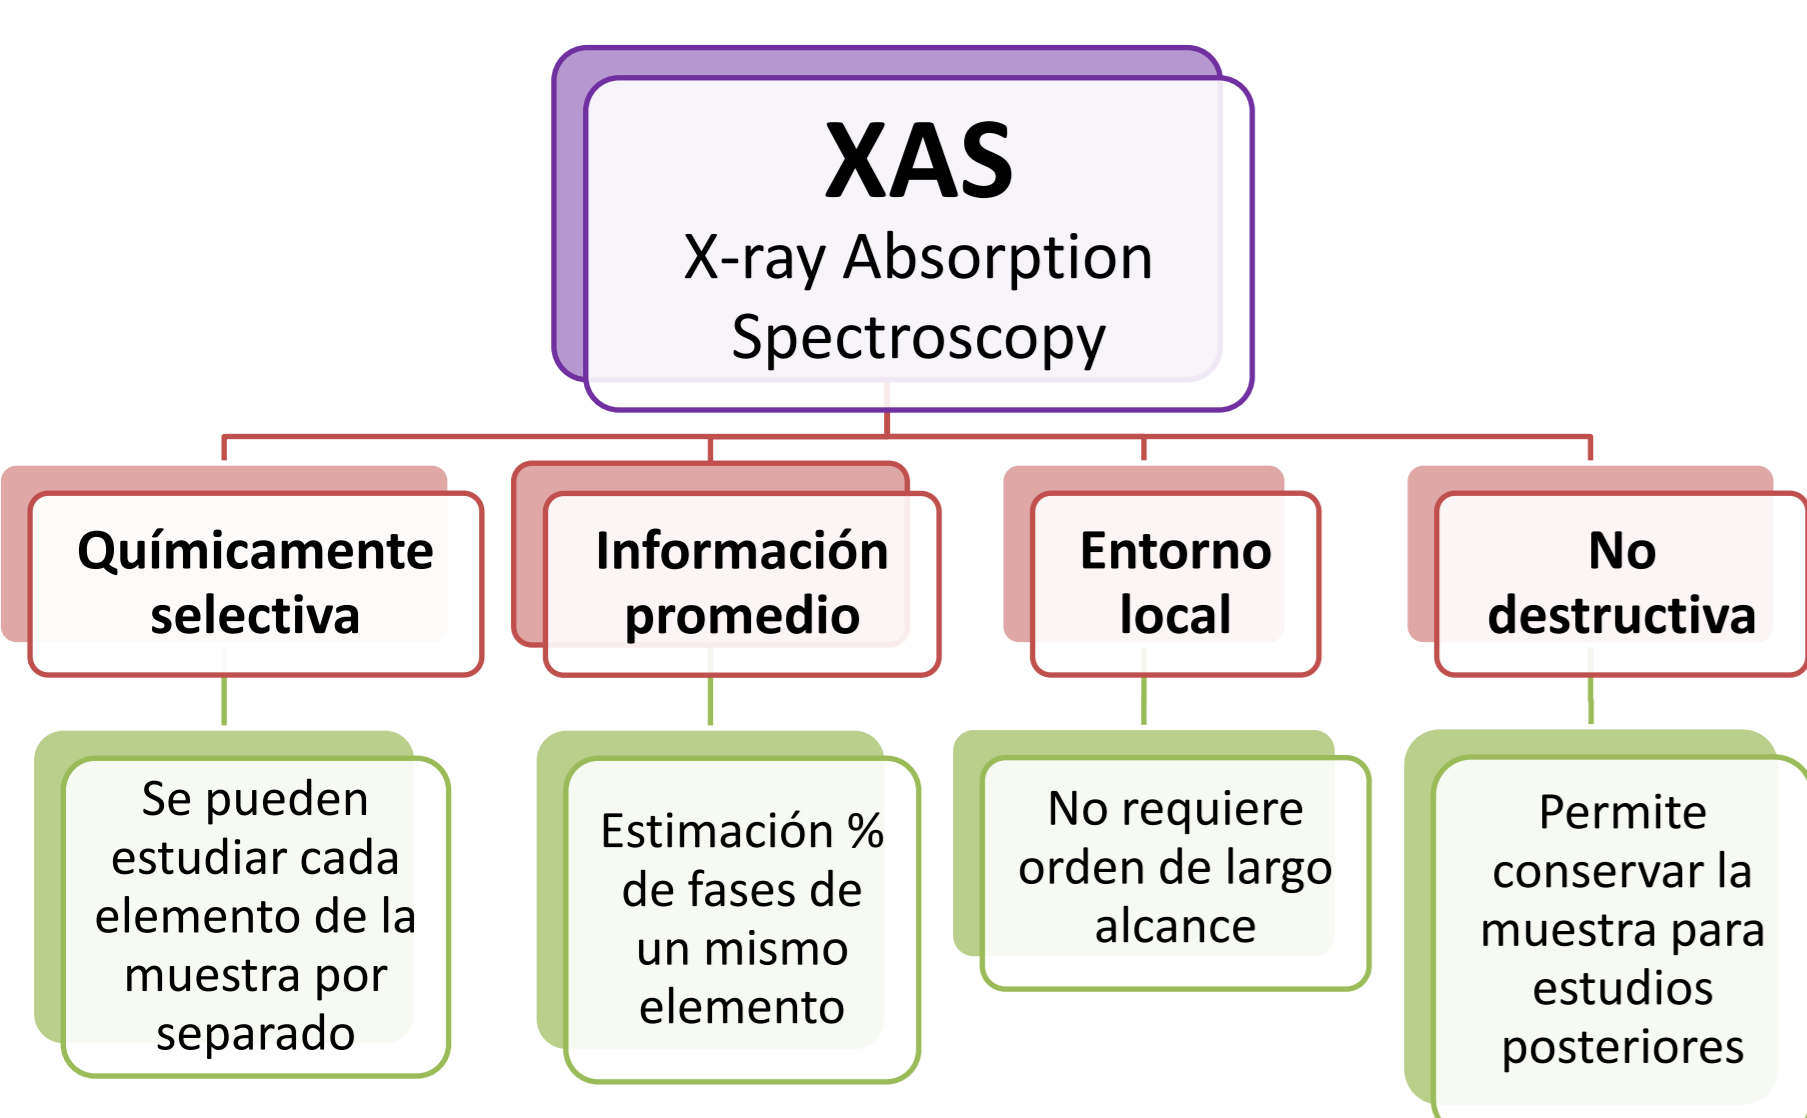 XAS
X-ray Absorption
Spectroscopy
Químicamente
selectiva
Información
promedio
Entorno
local
No
destructiva
Se pueden
estudiar cada
elemento de la
muestra por
separado
Estimación %
de fases de
un mismo
elemento
No requiere
orden de largo
alcance
Permite
conservar la
muestra para
estudios
posteriores